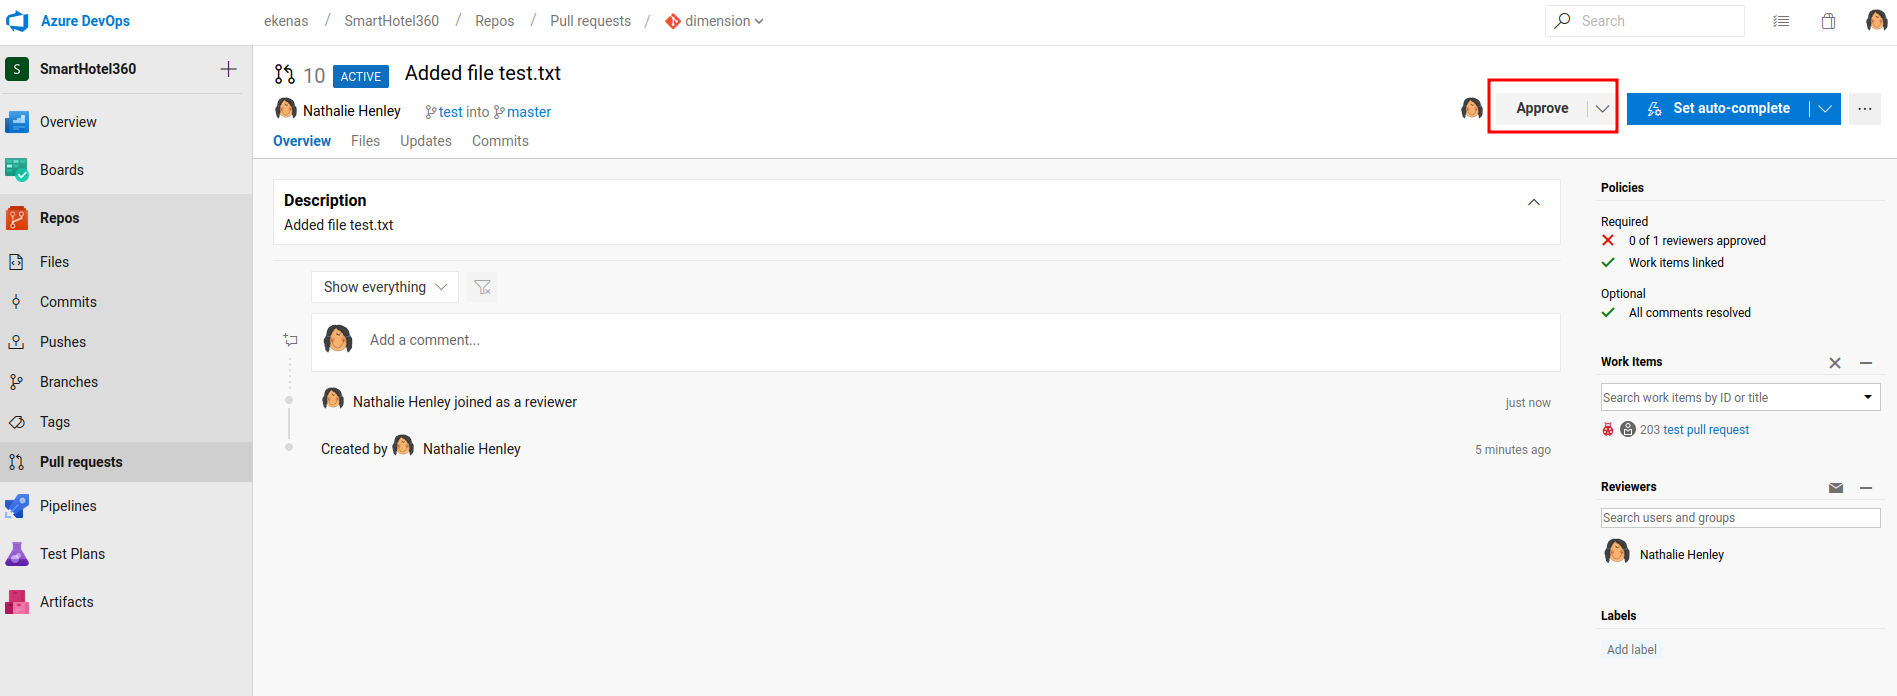 Azure DevOps
ekenas / SmartHotel360 / Repos / Pull requests / dimension
Search
S SmartHotel360
Overview
Boards
Repos
Files
Commits
Pushes
Branches
Tags
Pull requests
Pipelines
Test Plans
Artifacts
10 ACTIVE Added file test.txt
Nathalie Henley test into master
Approve
Set auto-complete
Overview Files Updates Commits
Description
Added file test.txt
Show everything
Add a comment...
Nathalie Henley joined as a reviewer just now
Created by Nathalie Henley 5 minutes ago
Policies
Required
0 of 1 reviewers approved
Work items linked
Optional
All comments resolved
Work Items
Search work items by ID or title
203 test pull request
Reviewers
Search users and groups
Nathalie Henley
Labels
Add label